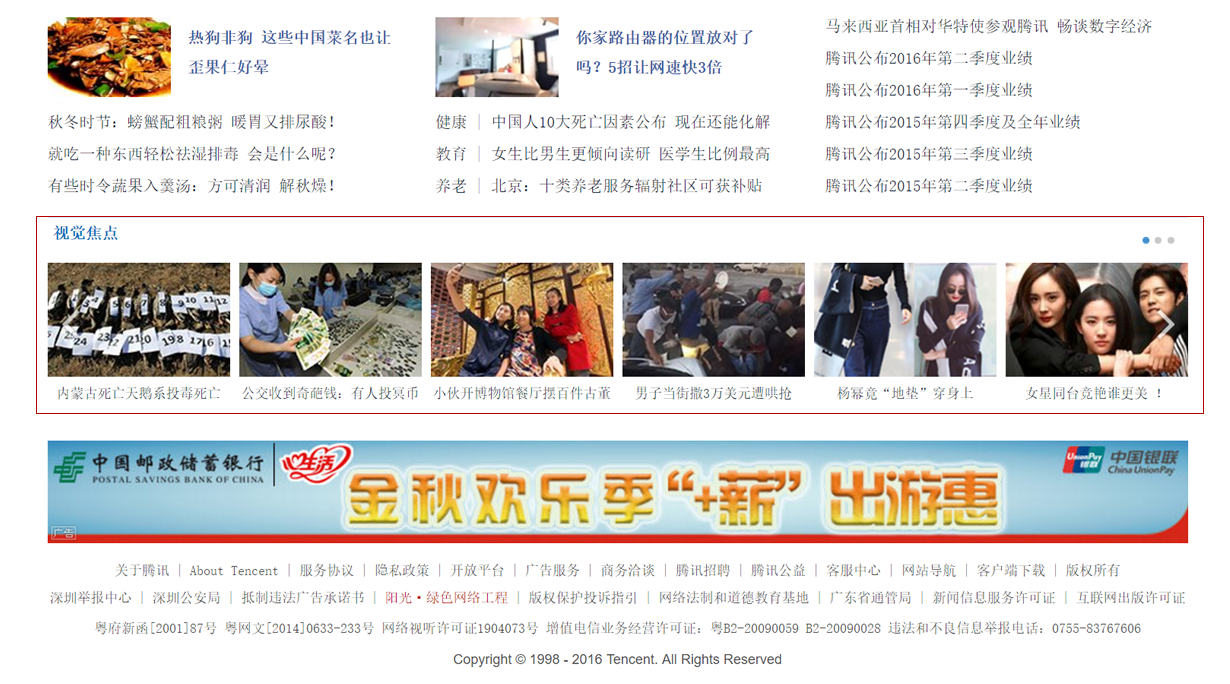 热狗非狗 这些中国菜名也让
歪果仁好晕
秋冬时节：螃蟹配粗粮粥 暖胃又排尿酸！
就吃一种东西轻松祛湿排毒 会是什么呢？
有些时令蔬果入羹汤：方可清润 解秋燥！
你家路由器的位置放对了
吗？5招让网速快3倍
健康 | 中国人10大死亡因素公布 现在还能化解
教育 | 女生比男生更倾向读研 医学生比例最高
养老 | 北京：十类养老服务辐射社区可获补贴
马来西亚首相对华特使参观腾讯 畅谈数字经济
腾讯公布2016年第二季度业绩
腾讯公布2016年第一季度业绩
腾讯公布2015年第四季度及全年业绩
腾讯公布2015年第三季度业绩
腾讯公布2015年第二季度业绩
视觉焦点
内蒙古死亡天鹅系投毒死亡
公交收到奇葩钱：有人投冥币
小伙开博物馆餐厅摆百件古董
男子当街撒3万美元遭哄抢
杨幂竟“地垫”穿身上
女星同台竞艳谁更美 ！
中国邮政储蓄银行
POSTAL SAVINGS BANK OF CHINA
心生活
金秋欢乐季“+薪”出游惠
UnionPay
银联
中国银联
China UnionPay
广告
关于腾讯 | About Tencent | 服务协议 | 隐私政策 | 开放平台 | 广告服务 | 商务洽谈 | 腾讯招聘 | 腾讯公益 | 客服中心 | 网站导航 | 客户端下载 | 版权所有
深圳举报中心 | 深圳公安局 | 抵制违法广告承诺书 | 阳光·绿色网络工程 | 版权保护投诉指引 | 网络法制和道德教育基地 | 广东省通管局 | 新闻信息服务许可证 | 互联网出版许可证
粤府新函[2001]87号 粤网文[2014]0633-233号 网络视听许可证1904073号 增值电信业务经营许可证：粤B2-20090059 B2-20090028 违法和不良信息举报电话：0755-83767606
Copyright © 1998 - 2016 Tencent. All Rights Reserved